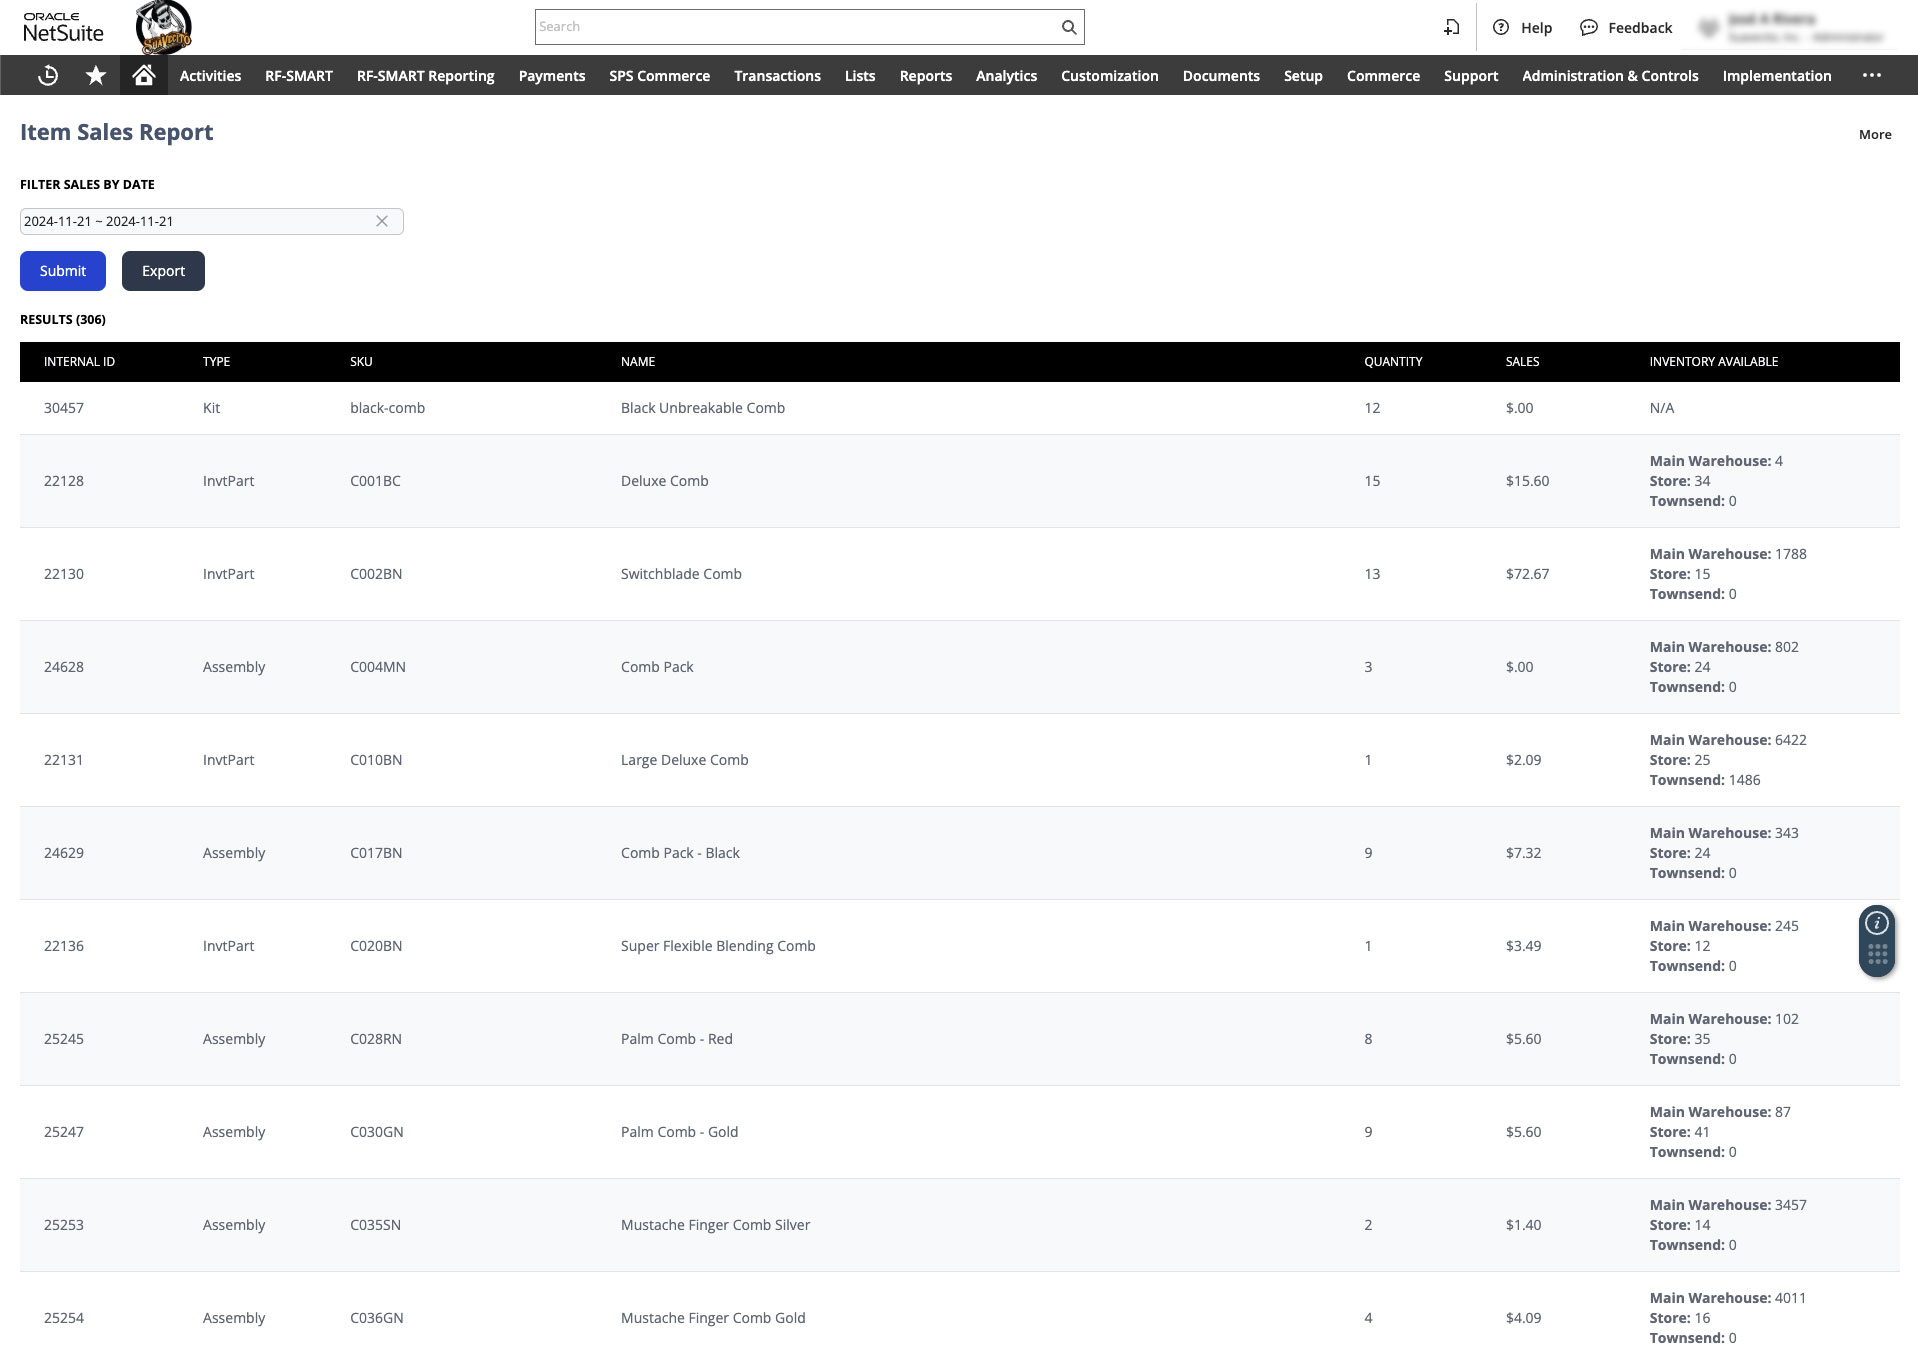 ORACLE
NetSuite
SUAVECITO
Search
Help
Feedback
Activities RF-SMART RF-SMART Reporting Payments SPS Commerce Transactions Lists Reports Analytics Customization Documents Setup Commerce Support Administration & Controls Implementation ...
Item Sales Report
More
FILTER SALES BY DATE
2024-11-21 ~ 2024-11-21
Submit Export
RESULTS (306)
INTERNAL ID TYPE SKU NAME QUANTITY SALES INVENTORY AVAILABLE
30457 Kit black-comb Black Unbreakable Comb 12 $.00 N/A
Main Warehouse: 4
22128 InvtPart C001BC Deluxe Comb 15 $15.60 Store: 34
Townsend: 0
Main Warehouse: 1788
22130 InvtPart C002BN Switchblade Comb 13 $72.67 Store: 15
Townsend: 0
Main Warehouse: 802
24628 Assembly C004MN Comb Pack 3 $.00 Store: 24
Townsend: 0
Main Warehouse: 6422
22131 InvtPart C010BN Large Deluxe Comb 1 $2.09 Store: 25
Townsend: 1486
Main Warehouse: 343
24629 Assembly C017BN Comb Pack - Black 9 $7.32 Store: 24
Townsend: 0
Main Warehouse: 245
22136 InvtPart C020BN Super Flexible Blending Comb 1 $3.49 Store: 12
Townsend: 0
Main Warehouse: 102
25245 Assembly C028RN Palm Comb - Red 8 $5.60 Store: 35
Townsend: 0
Main Warehouse: 87
25247 Assembly C030GN Palm Comb - Gold 9 $5.60 Store: 41
Townsend: 0
Main Warehouse: 3457
25253 Assembly C035SN Mustache Finger Comb Silver 2 $1.40 Store: 14
Townsend: 0
Main Warehouse: 4011
25254 Assembly C036GN Mustache Finger Comb Gold 4 $4.09 Store: 16
Townsend: 0